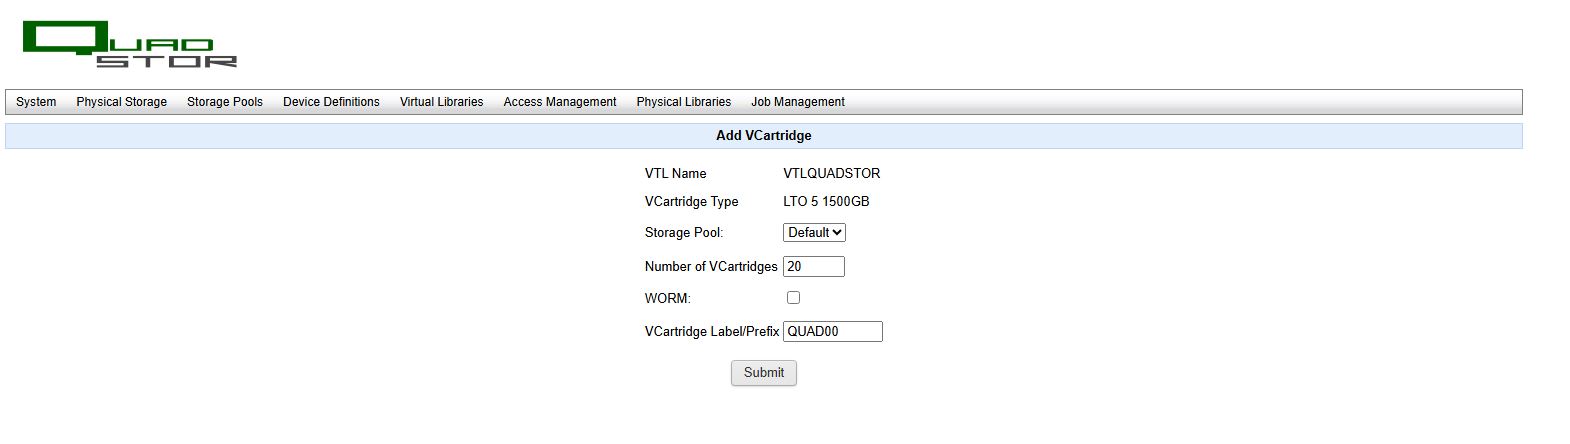 QUAD
STOR
System Physical Storage Storage Pools Device Definitions Virtual Libraries Access Management Physical Libraries Job Management
Add VCartridge
VTL Name VTLQUADSTOR
VCartridge Type LTO 5 1500GB
Storage Pool: Default
Number of VCartridges 20
WORM:
VCartridge Label/Prefix QUAD00
Submit